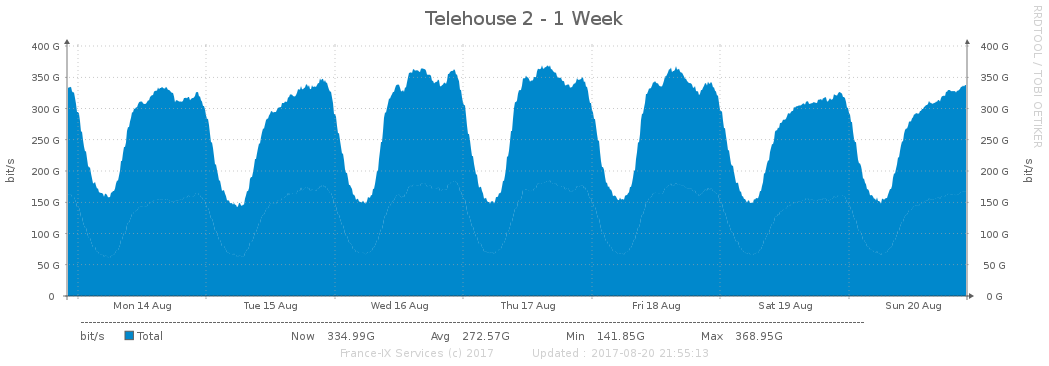 Telehouse 2 - 1 Week
RRDTOOL / TOBI OETIKER
400 G 400 G
350 G 350 G
300 G 300 G
250 G 250 G
200 G 200 G
150 G 150 G
100 G 100 G
50 G 50 G
0 0 G
bit/s bit/s
Mon 14 Aug Tue 15 Aug Wed 16 Aug Thu 17 Aug Fri 18 Aug Sat 19 Aug Sun 20 Aug
bit/s Total Now 334.99G Avg 272.57G Min 141.85G Max 368.95G
France-IX Services (c) 2017 Updated : 2017-08-20 21:55:13